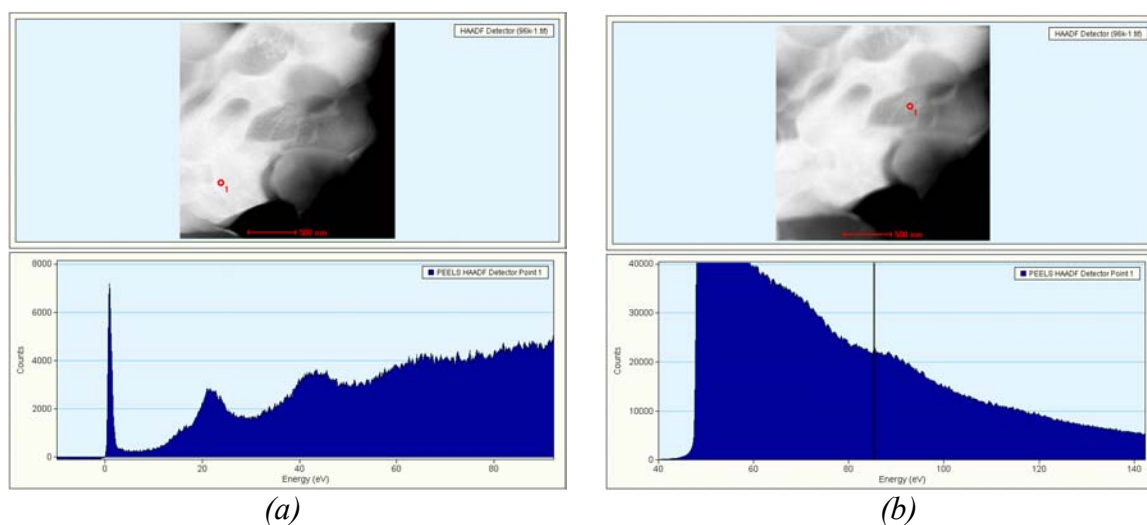 HAADF Detector (96k-1.tif)
1
500 nm
PEELS HAADF Detector Point 1
8000
6000
4000
2000
0
Counts
0 20 40 60 80
Energy (eV)
(a)
HAADF Detector (96k-1.tif)
1
500 nm
PEELS HAADF Detector Point 1
40000
30000
20000
10000
0
Counts
40 60 80 100 120 140
Energy (eV)
(b)